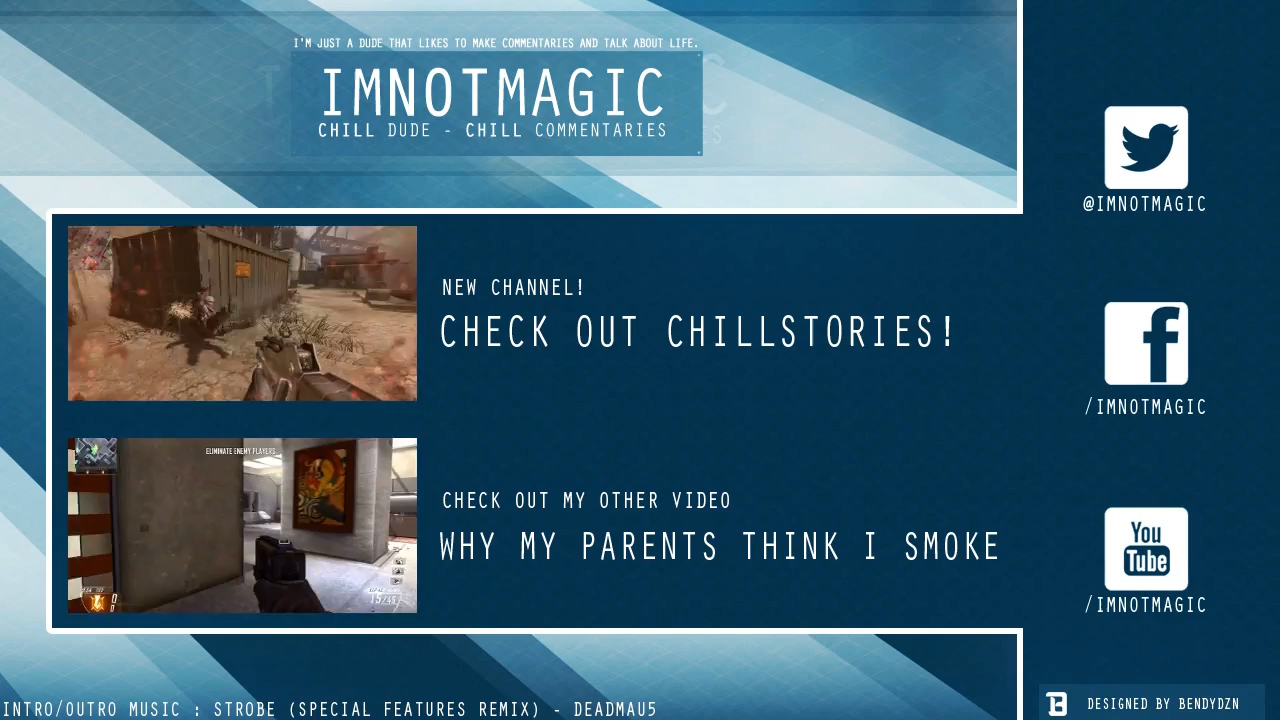 I'M JUST A DUDE THAT LIKES TO MAKE COMMENTARIES AND TALK ABOUT LIFE.
IMNOTMAGIC
CHILL DUDE - CHILL COMMENTARIES
@IMNOTMAGIC
NEW CHANNEL!
CHECK OUT CHILLSTORIES!
f
/IMNOTMAGIC
ELIMINATE ENEMY PLAYERS
CHECK OUT MY OTHER VIDEO
WHY MY PARENTS THINK I SMOKE
15/45
You
Tube
/IMNOTMAGIC
INTRO/OUTRO MUSIC : STROBE (SPECIAL FEATURES REMIX) - DEADMAU5
DESIGNED BY BENDYDZN